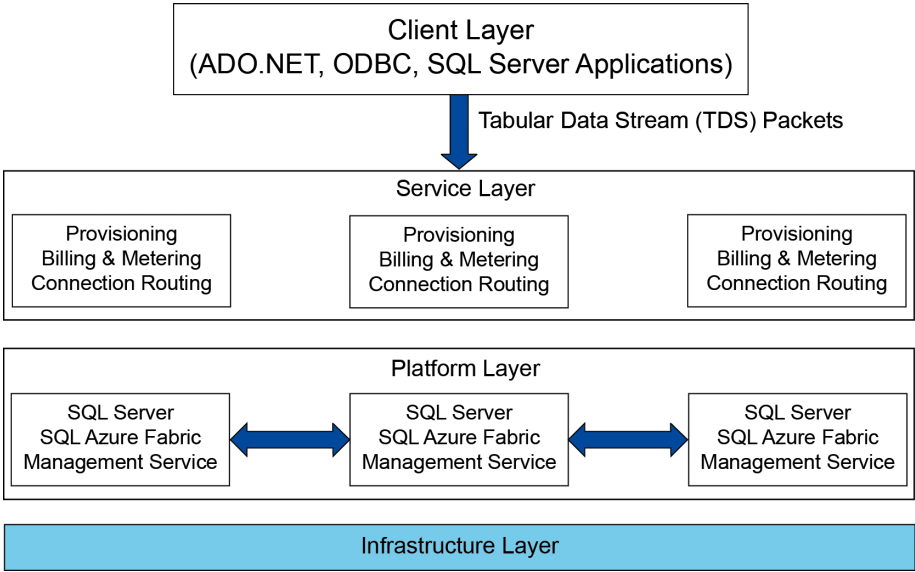 Client Layer
(ADO.NET, ODBC, SQL Server Applications)
Tabular Data Stream (TDS) Packets
Service Layer
Provisioning
Billing & Metering
Connection Routing
Provisioning
Billing & Metering
Connection Routing
Provisioning
Billing & Metering
Connection Routing
Platform Layer
SQL Server
SQL Azure Fabric
Management Service
SQL Server
SQL Azure Fabric
Management Service
SQL Server
SQL Azure Fabric
Management Service
Infrastructure Layer